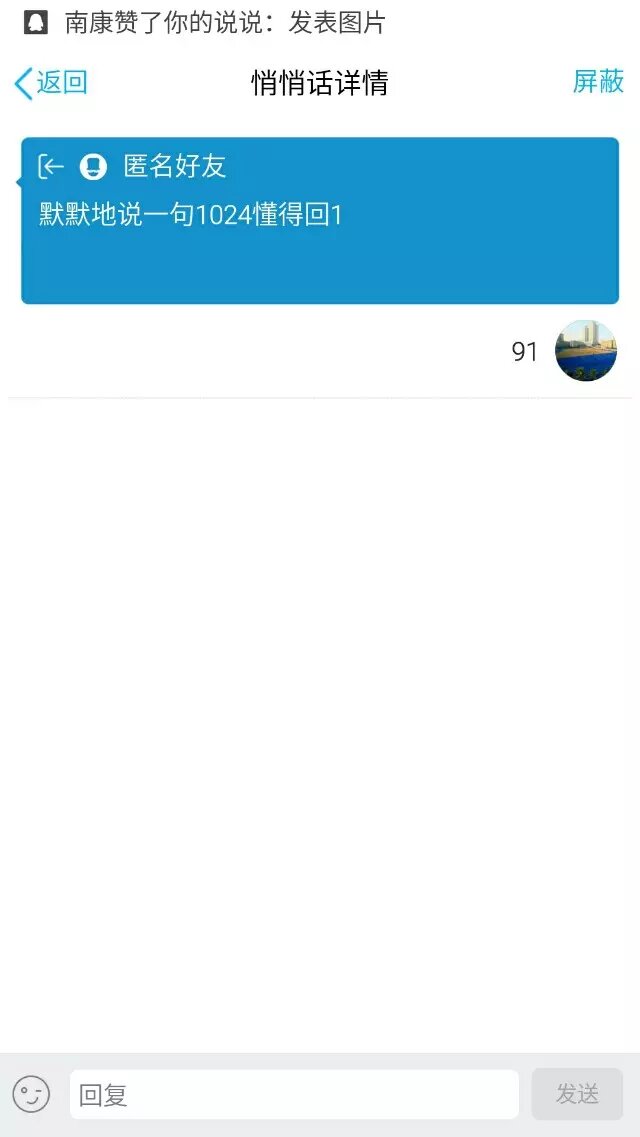 南康赞了你的说说：发表图片
返回 悄悄话详情 屏蔽
匿名好友
默默地说一句1024懂得回1
91
回复 发送